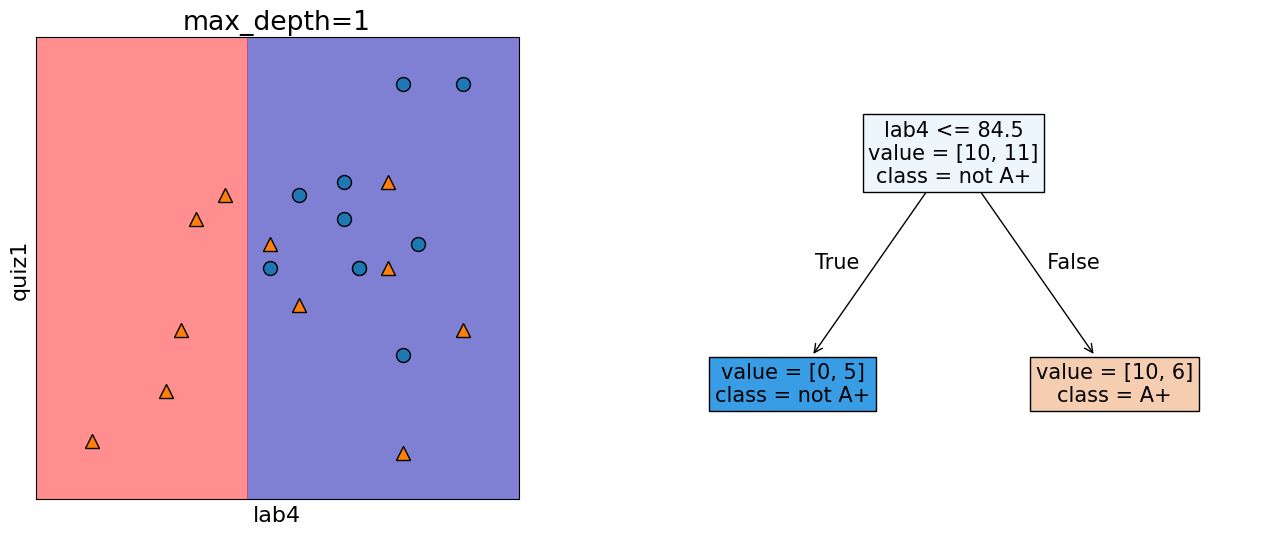 max_depth=1
quiz1
lab4
lab4 <= 84.5
value = [10, 11]
class = not A+
True
False
value = [0, 5]
class = not A+
value = [10, 6]
class = A+